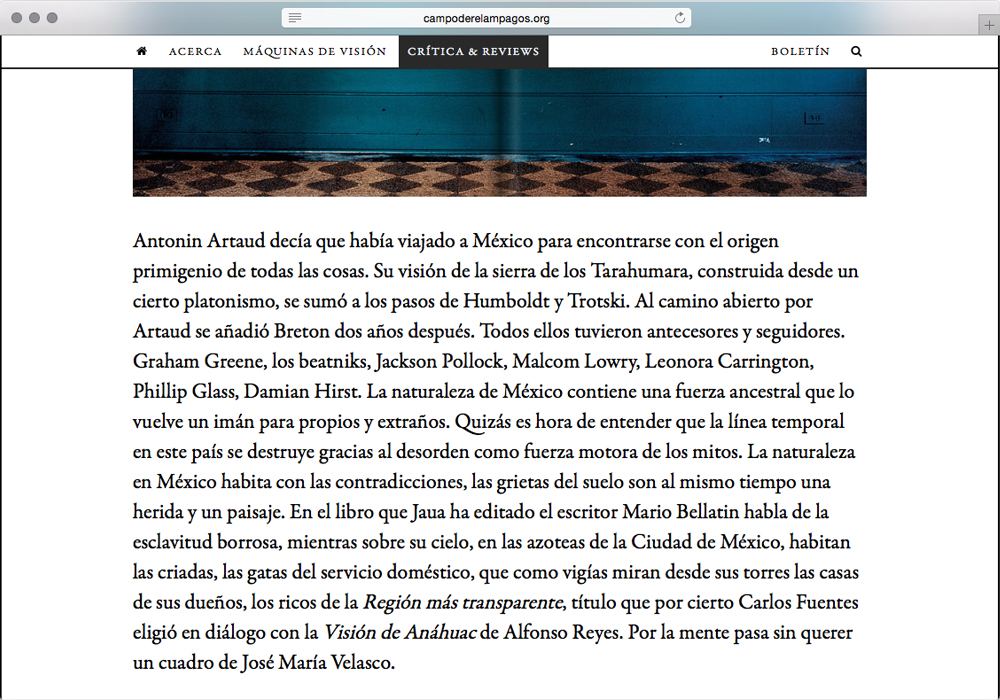 campoderelampagos.org
ACERCA MÁQUINAS DE VISIÓN CRÍTICA & REVIEWS BOLETÍN
Antonin Artaud decía que había viajado a México para encontrarse con el origen
primigenio de todas las cosas. Su visión de la sierra de los Tarahumara, construida desde un
cierto platonismo, se sumó a los pasos de Humboldt y Trotski. Al camino abierto por
Artaud se añadió Breton dos años después. Todos ellos tuvieron antecesores y seguidores.
Graham Greene, los beatniks, Jackson Pollock, Malcom Lowry, Leonora Carrington,
Phillip Glass, Damian Hirst. La naturaleza de México contiene una fuerza ancestral que lo
vuelve un imán para propios y extraños. Quizás es hora de entender que la línea temporal
en este país se destruye gracias al desorden como fuerza motora de los mitos. La naturaleza
en México habita con las contradicciones, las grietas del suelo son al mismo tiempo una
herida y un paisaje. En el libro que Jaua ha editado el escritor Mario Bellatin habla de la
esclavitud borrosa, mientras sobre su cielo, en las azoteas de la Ciudad de México, habitan
las criadas, las gatas del servicio doméstico, que como vigías miran desde sus torres las casas
de sus dueños, los ricos de la Región más transparente, título que por cierto Carlos Fuentes
eligió en diálogo con la Visión de Anáhuac de Alfonso Reyes. Por la mente pasa sin querer
un cuadro de José María Velasco.